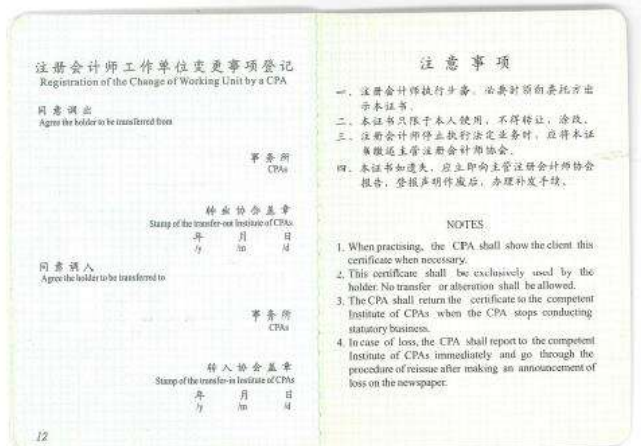 注册会计师工作单位变更事项登记
Registration of the Change of Working Unit by a CPA
同意调出
Agree the holder to be transferred from
事务所
CPAs
转出协会盖章
Stamp of the transfer-out Institute of CPAs
年 月 日
/y /m /d
同意调入
Agree the holder to be transferred to
事务所
CPAs
转入协会盖章
Stamp of the transfer-in Institute of CPAs
年 月 日
/y /m /d
12
注意事项
一、注册会计师执行业务，必要时须向委托方出
示本证书。
二、本证书只限于本人使用，不得转让、涂改。
三、注册会计师停止执行法定业务时，应将本证
书缴还主管注册会计师协会。
四、本证书如遗失，应立即向主管注册会计师协会
报告，登报声明作废后，办理补发手续。
NOTES
1. When practising, the CPA shall show the client this
certificate when necessary.
2. This certificate shall be exclusively used by the
holder. No transfer or alteration shall be allowed.
3. The CPA shall return the certificate to the competent
Institute of CPAs when the CPA stops conducting
statutory business.
4. In case of loss, the CPA shall report to the competent
Institute of CPAs immediately and go through the
procedure of reissue after making an announcement of
loss on the newspaper.